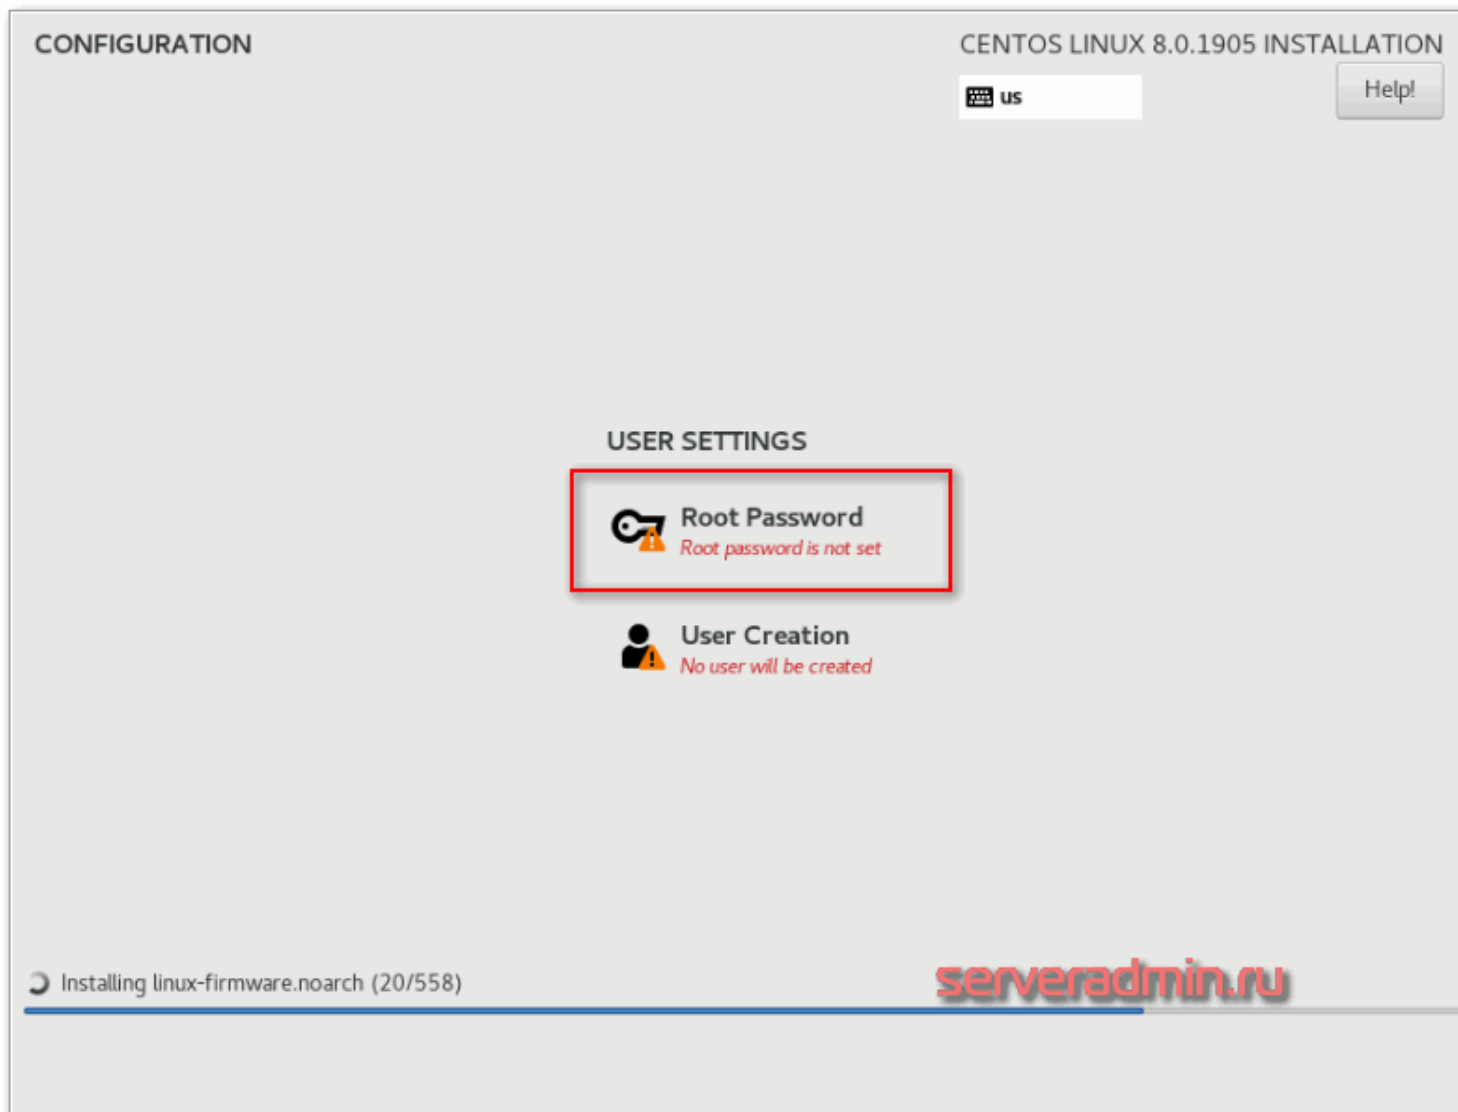 CONFIGURATION
CENTOS LINUX 8.0.1905 INSTALLATION
us
Help!
USER SETTINGS
Root Password
Root password is not set
User Creation
No user will be created
Installing linux-firmware.noarch (20/558)
serveradmin.ru